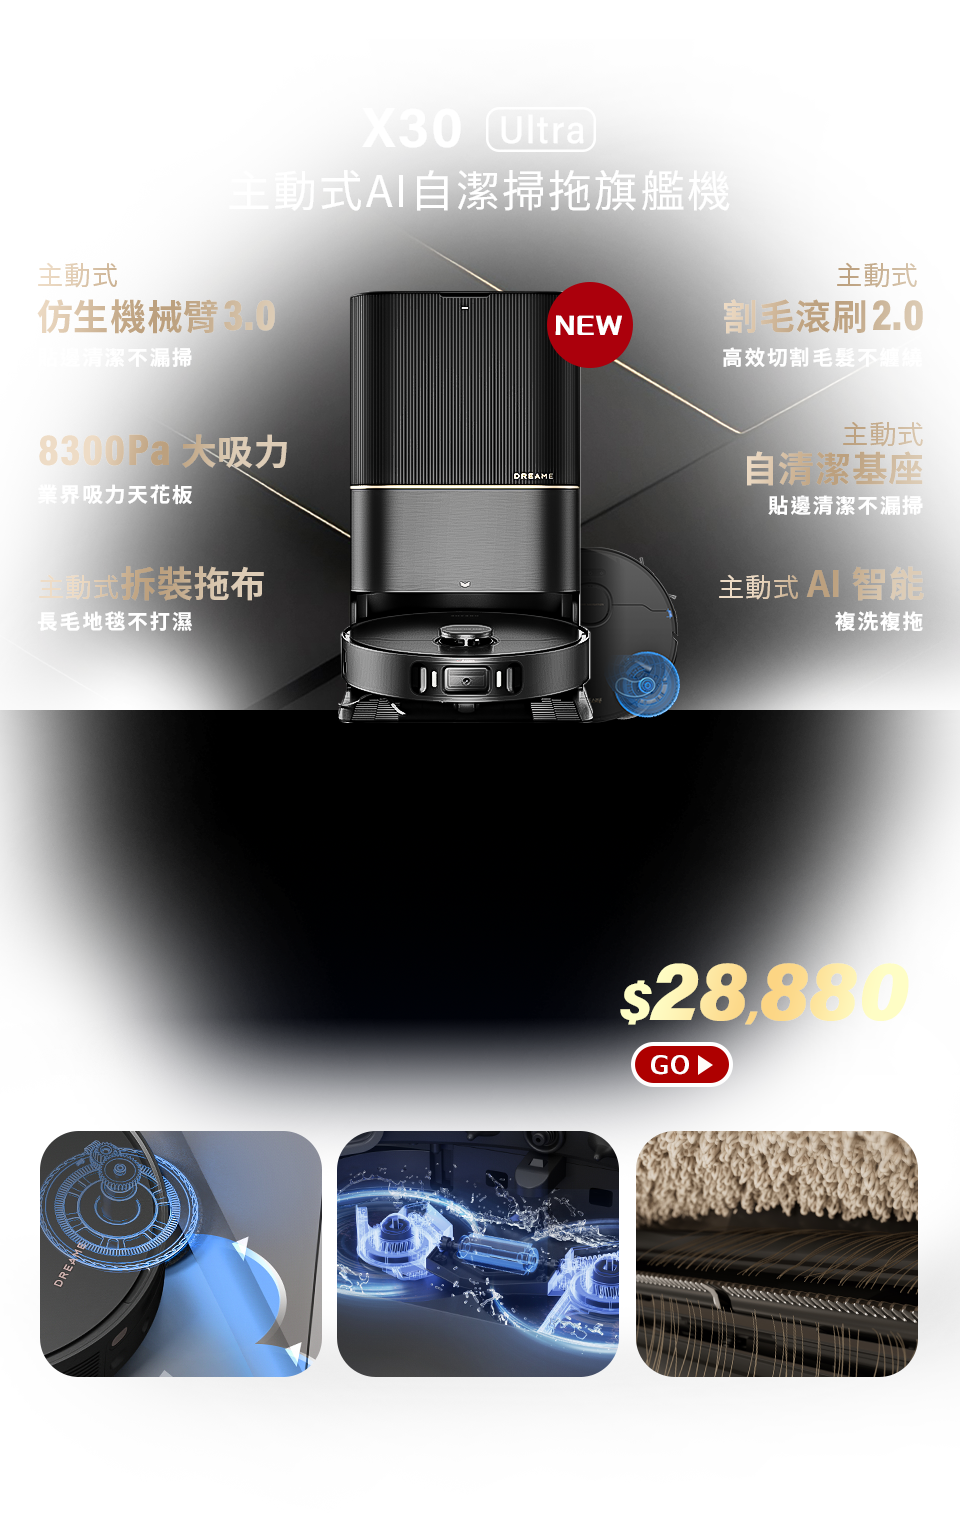 X30 Ultra
主動式AI自潔掃拖旗艦機
主動式
仿生機械臂3.0
清潔不漏掃
8300Pa 大吸力
業界吸力天花板
主動式拆裝拖布
長毛地毯不打濕
NEW
DREAME
主動式
割毛滾刷2.0
高效切割毛髮不纏繞
主動式
自清潔基座
貼邊清潔不漏掃
主動式 AI 智能
複洗複拖
$28,880
GO
DREAME